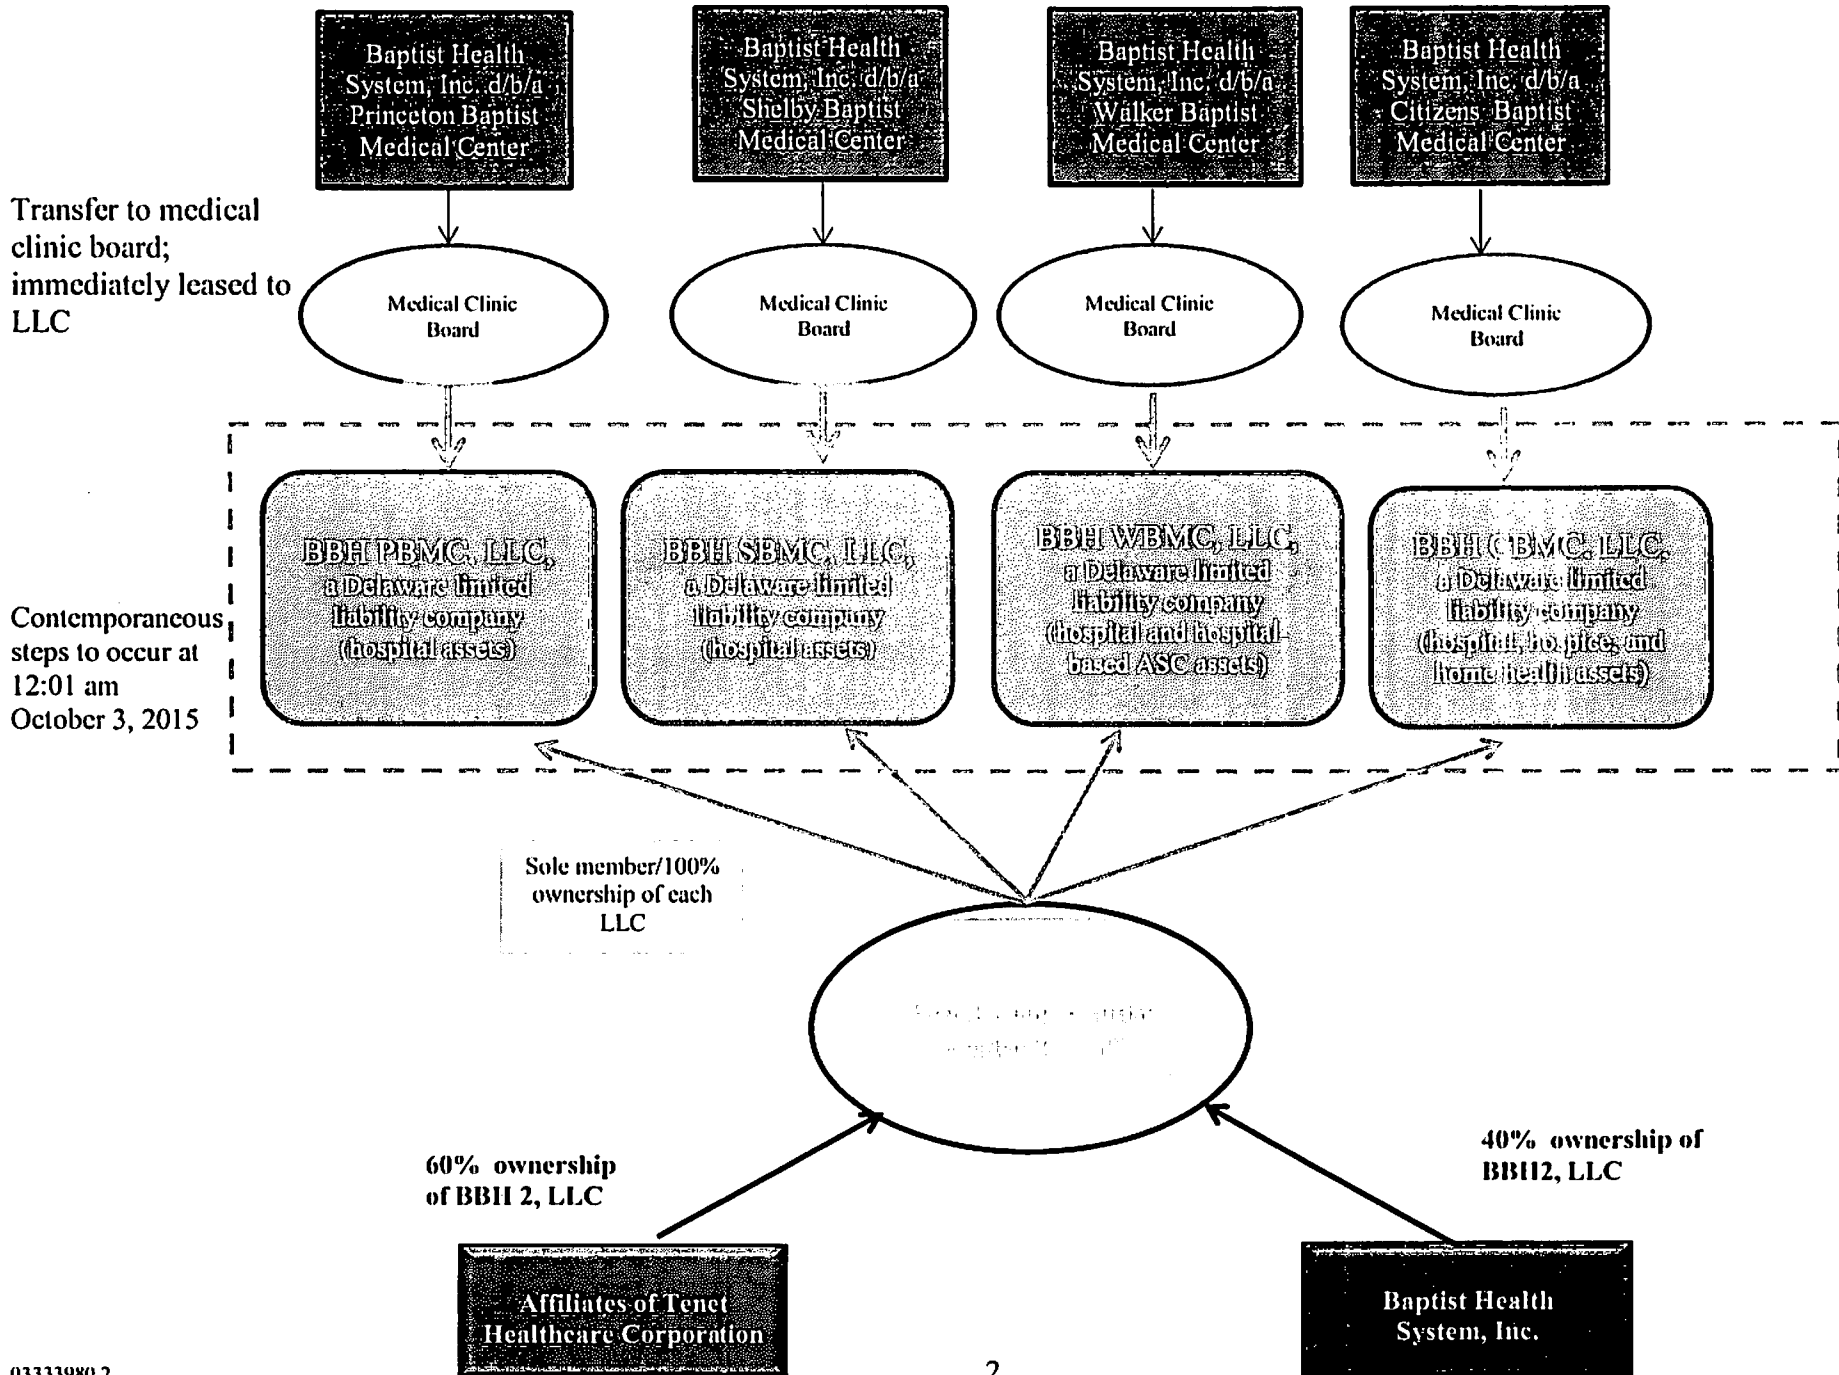 Baptist Health
System, Inc. d/b/a
Princeton Baptist
Medical Center
Baptist Health
System, Inc. d/b/a
Shelby Baptist
Medical Center
Baptist Health
System, Inc. d/b/a
Walker Baptist
Medical Center
Baptist Health
System, Inc. d/b/a
Citizens Baptist
Medical Center
Transfer to medical
clinic board;
immediately leased to
LLC
Medical Clinic
Board
Medical Clinic
Board
Medical Clinic
Board
Medical Clinic
Board
Contemporaneous
steps to occur at
12:01 am
October 3, 2015
BBH PBMC, LLC,
a Delaware limited
liability company
(hospital assets)
BBH SBMC, LLC,
a Delaware limited
liability company
(hospital assets)
BBH WBMC, LLC,
a Delaware limited
liability company
(hospital and hospital-
based ASC assets)
BBH CBMC, LLC,
a Delaware limited
liability company
(hospital, hospice, and
home health assets)
Sole member/100%
ownership of each
LLC
60% ownership
of BBH 2, LLC
40% ownership of
BBH2, LLC
Affiliates of Tenet
Healthcare Corporation
Baptist Health
System, Inc.
03333980.2
2